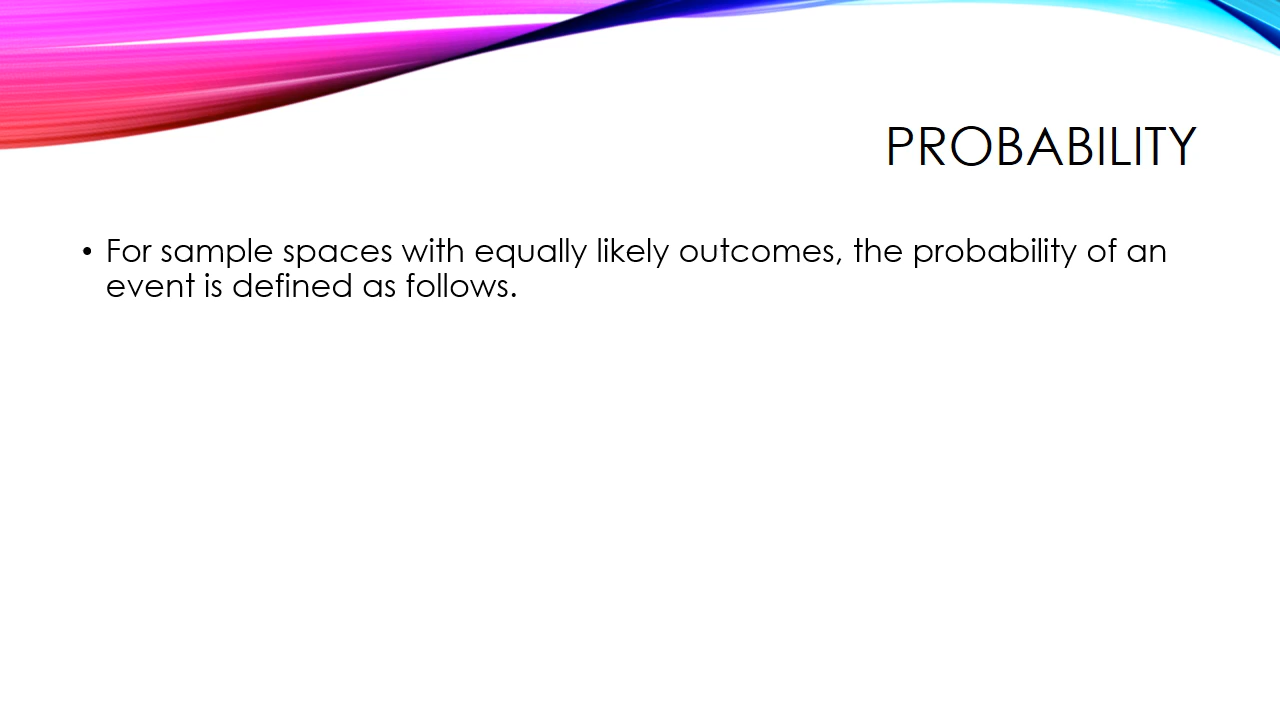 PROBABILITY
• For sample spaces with equally likely outcomes, the probability of an
event is defined as follows.